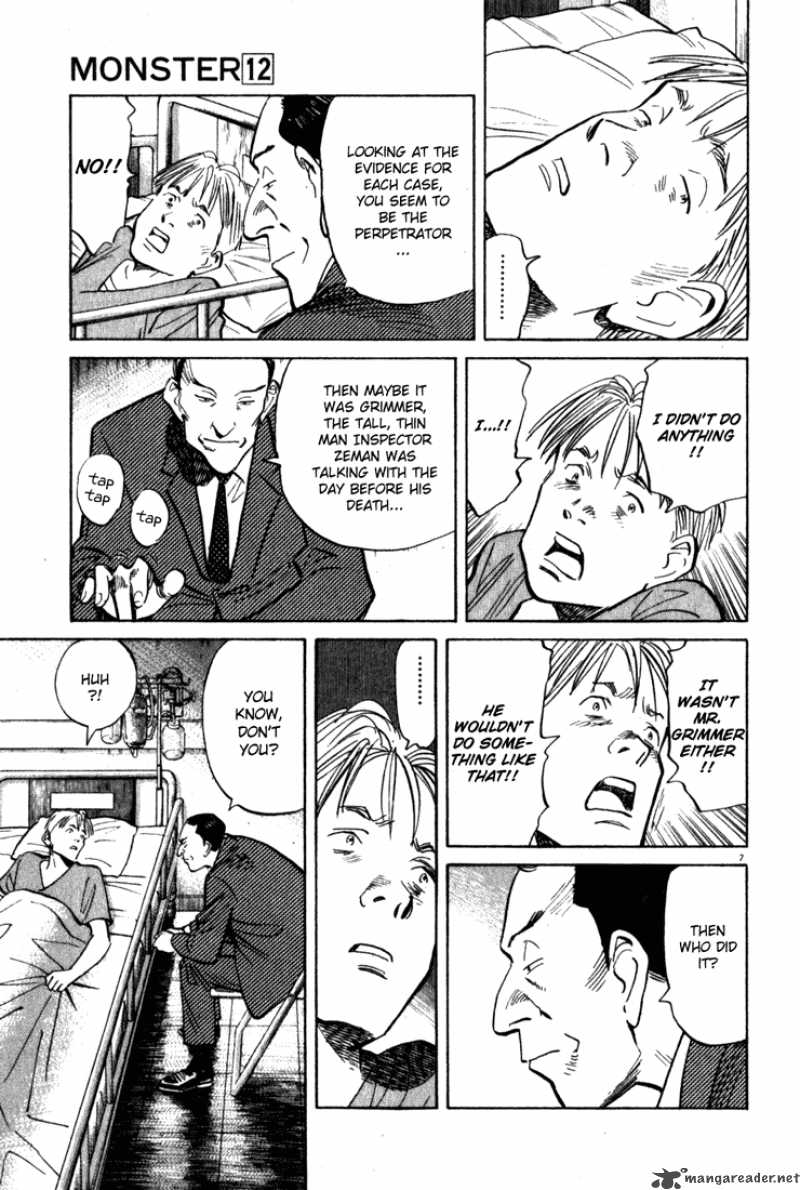 MONSTER 12
………
LOOKING AT THE
EVIDENCE FOR
EACH CASE,
YOU SEEM
TO BE
THE PER-
PETRATOR
...
NO!!
I DIDN'T DO
ANYTHING
!!
I...!!
THEN MAYBE IT
WAS GRIMMER,
THE TALL, THIN
MAN INSPECTOR
ZEMAN WAS
TALKING WITH
THE DAY BEFORE HIS
DEATH...
tap
tap
tap
IT
WASN'T
MR.
GRIMMER
EITHER
!!
HE
WOULDN'T
DO SOME-
THING LIKE
THAT!!
7
THEN
WHO DID
IT?
………
YOU
KNOW,
DON'T
YOU?
HUH
?!
mangareader.net